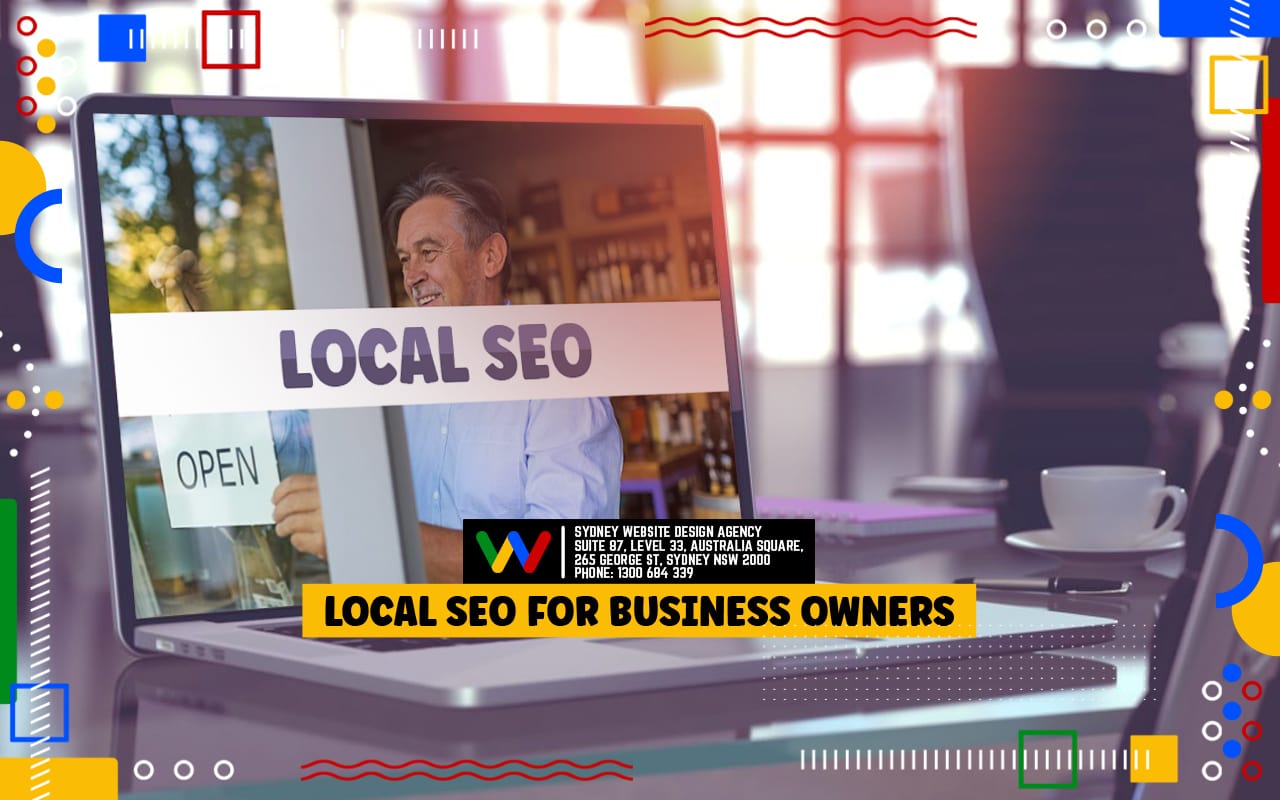 LOCAL SEO
OPEN
SYDNEY WEBSITE DESIGN AGENCY
SUITE 87, LEVEL 33, AUSTRALIA SQUARE,
265 GEORGE ST, SYDNEY NSW 2000
PHONE: 1300 684 339
LOCAL SEO FOR BUSINESS OWNERS